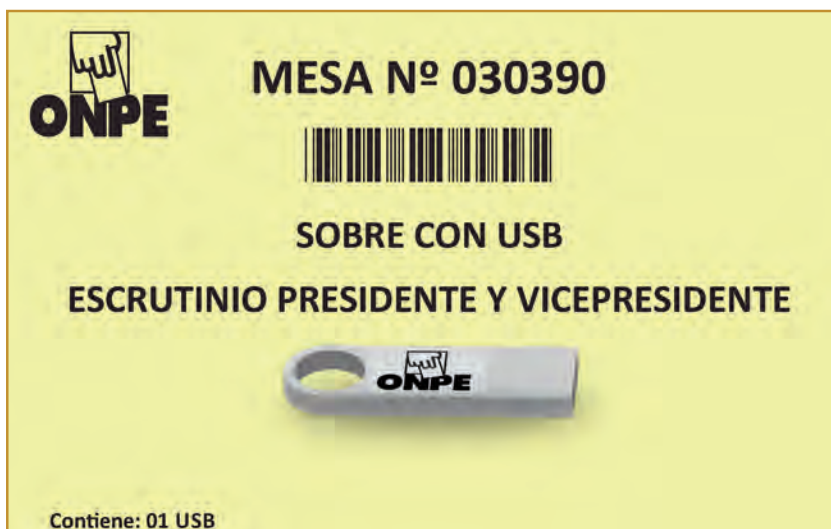 ONPE
MESA Nº 030390
SOBRE CON USB
ESCRUTINIO PRESIDENTE Y VICEPRESIDENTE
ONPE
Contiene: 01 USB